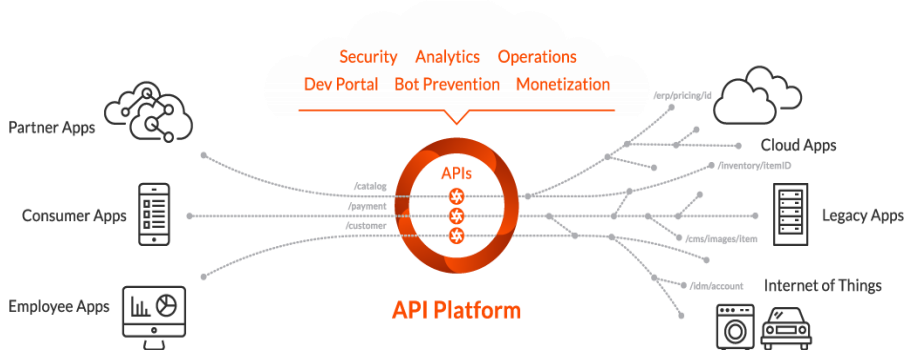 Security Analytics Operations
Dev Portal Bot Prevention Monetization
Partner Apps
Consumer Apps
Employee Apps
/catalog
/payment
/customer
APIs
API Platform
/erp/pricing/id
Cloud Apps
/inventory/itemID
Legacy Apps
/cms/images/item
/idm/account
Internet of Things